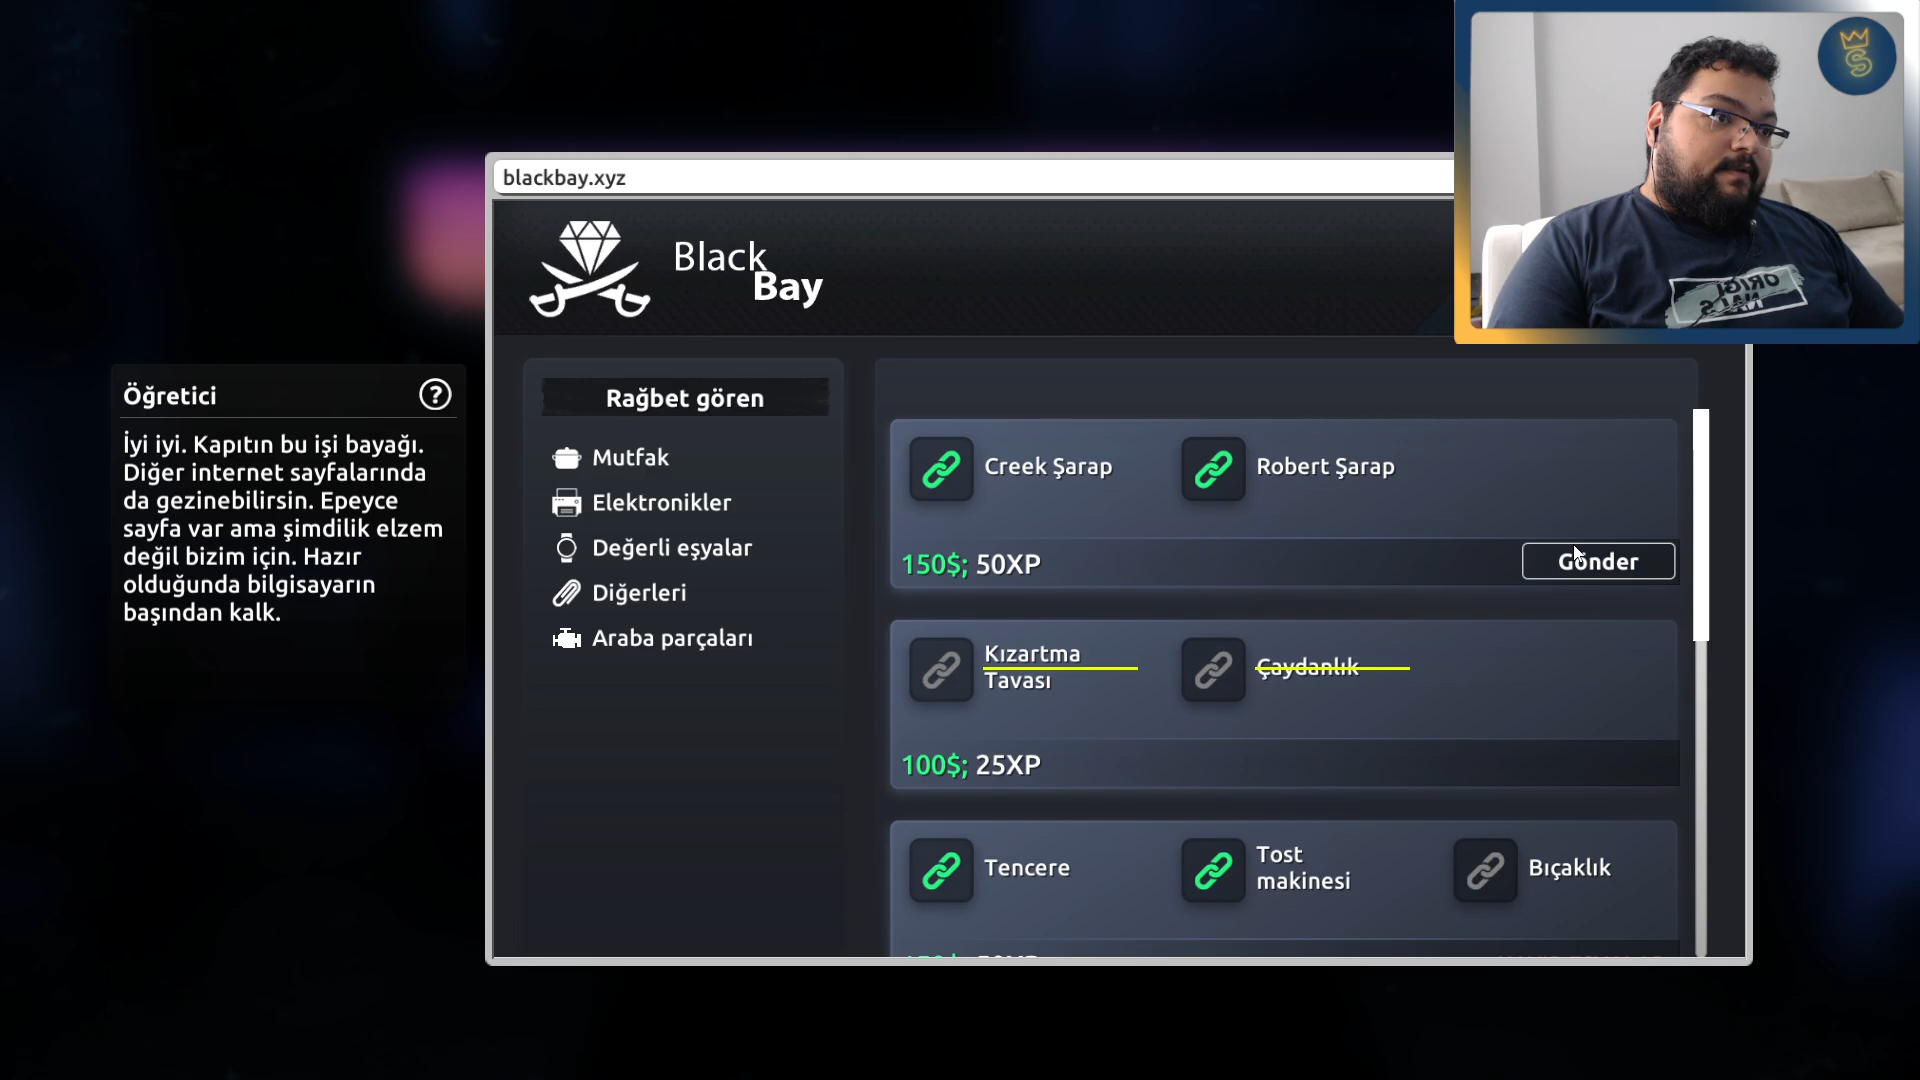 blackbay.xyz
Black
Bay
Öğretici
?
İyi iyi. Kapıtın bu işi bayağı.
Diğer internet sayfalarında
da gezinebilirsin. Epeyce
sayfa var ama şimdilik elzem
değil bizim için. Hazır
olduğunda bilgisayarın
başından kalk.
Rağbet gören
Mutfak
Elektronikler
Değerli eşyalar
Diğerleri
Araba parçaları
Creek Şarap
Robert Şarap
150$; 50XP
Gönder
Kızartma
Tavası
Çaydanlık
100$; 25XP
Tencere
Tost
makinesi
Bıçaklık
S
ORIGI
NALS